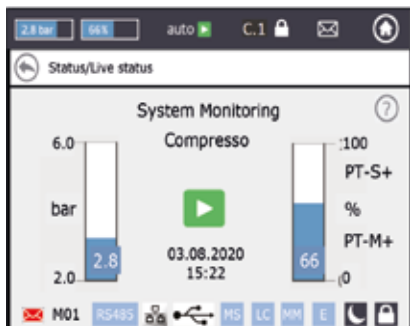 2.8 bar 66% auto C.1
Status/Live status
System Monitoring ?
6.0 Compresso 100
PT-S+
bar %
PT-M+
2.8 03.08.2020 66
2.0 15:22 0
M01 RS485 MS LC MM E